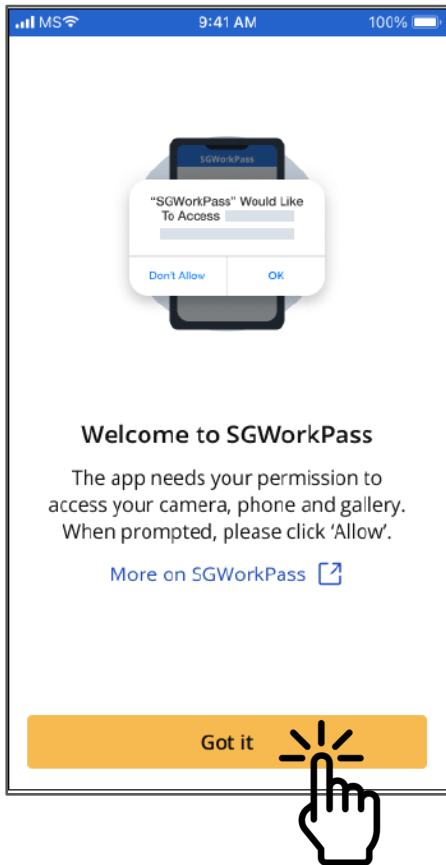 MS
9:41 AM
100%
SGWorkPass
"SGWorkPass" Would Like
To Access
Don't Allow
OK
Welcome to SGWorkPass
The app needs your permission to
access your camera, phone and gallery.
When prompted, please click ‘Allow’.
More on SGWorkPass
Got it